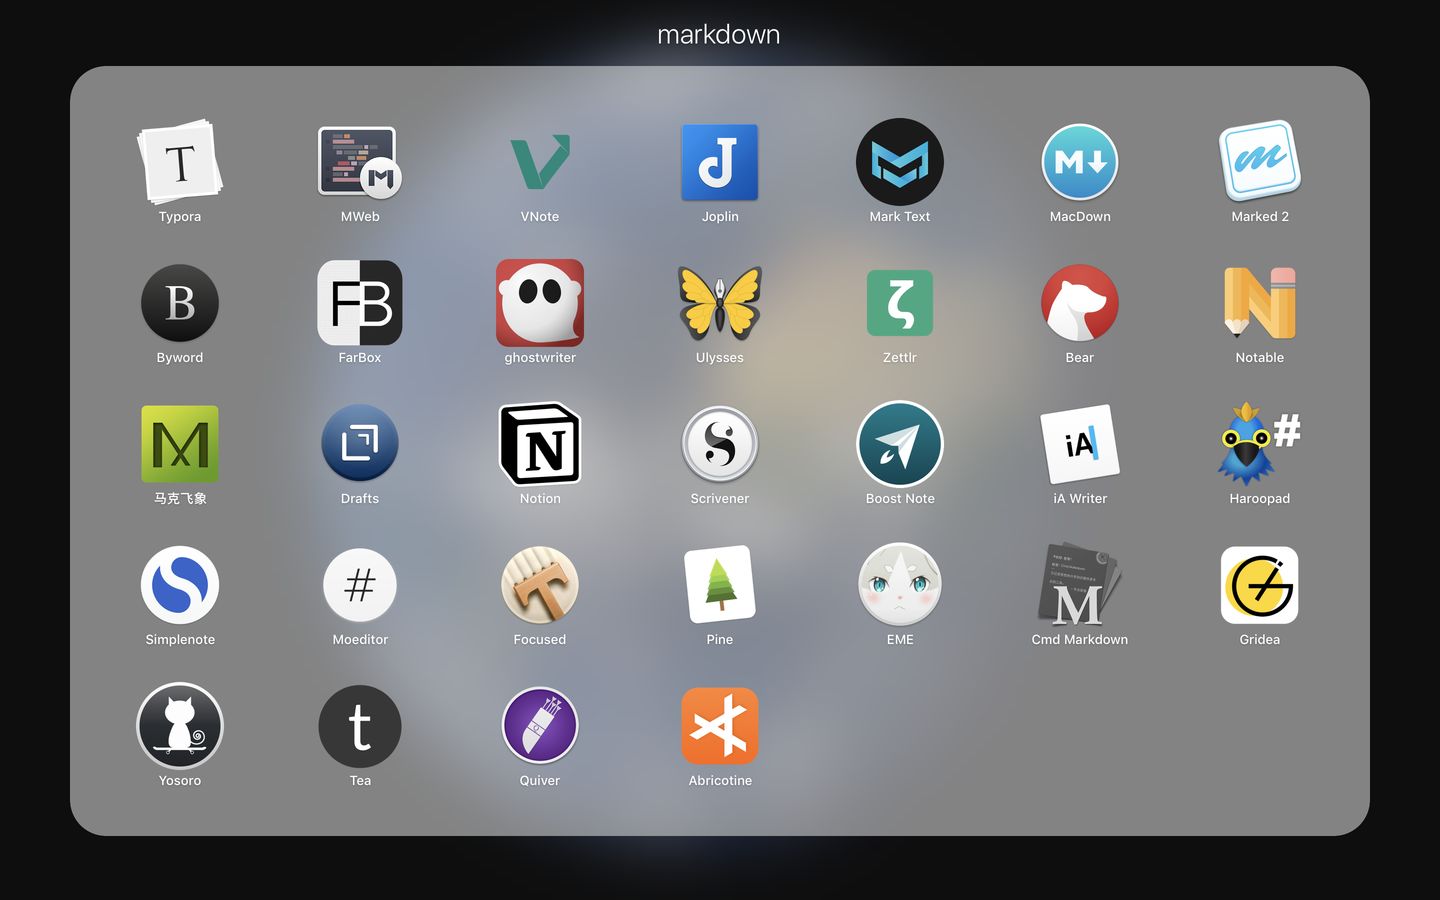 markdown
Typora
MWeb
VNote
Joplin
Mark Text
MacDown
Marked 2
Byword
FarBox
ghostwriter
Ulysses
Zettlr
Bear
Notable
马克飞象
Drafts
Notion
Scrivener
Boost Note
iA Writer
Haroopad
Simplenote
Moeditor
Focused
Pine
EME
Cmd Markdown
Gridea
Yosoro
Tea
Quiver
Abricotine